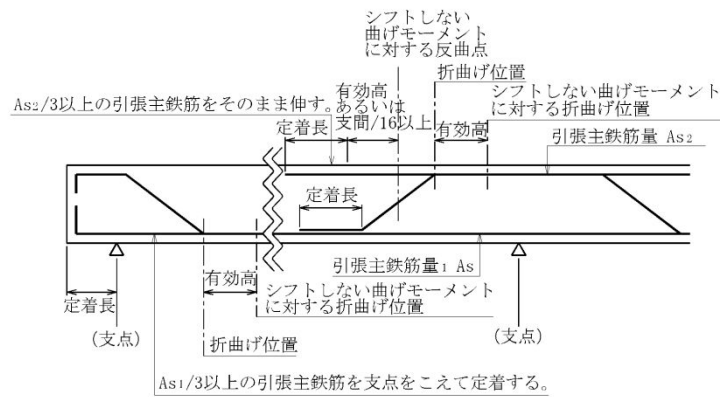 シフトしない
曲げモーメント
に対する反曲点
折曲げ位置
有効高
あるいは
支間/16以上
シフトしない曲げモーメント
に対する折曲げ位置
As2/3以上の引張主鉄筋をそのまま伸す。
定着長
有効高
引張主鉄筋量 As2
定着長
引張主鉄筋量1 As
有効高
シフトしない曲げモーメント
に対する折曲げ位置
定着長
(支点)
折曲げ位置
(支点)
As1/3以上の引張主鉄筋を支点をこえて定着する。